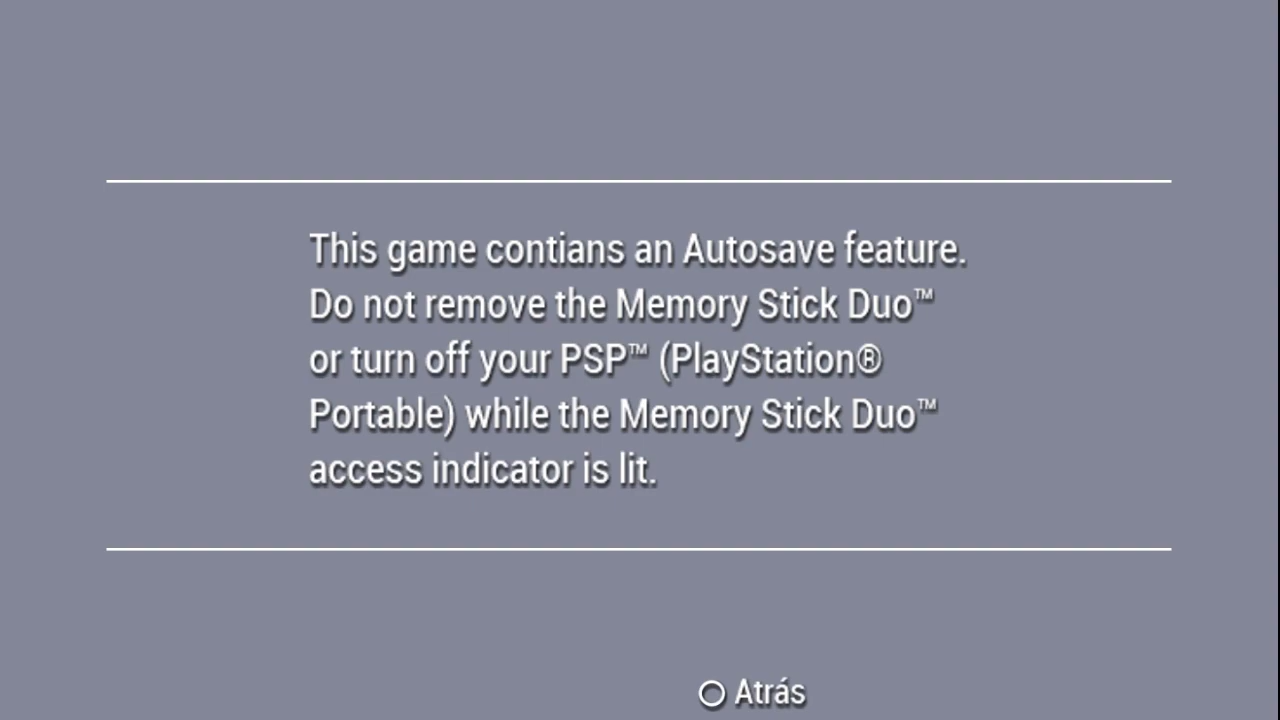 This game contians an Autosave feature.
Do not remove the Memory Stick Duo™
or turn off your PSP™ (PlayStation®
Portable) while the Memory Stick Duo™
access indicator is lit.
Atrás